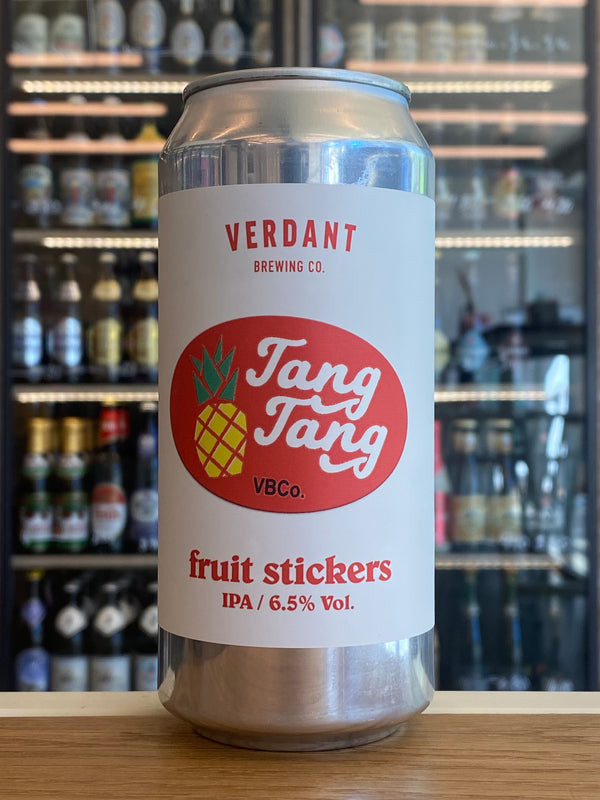 VERDANT
BREWING CO.
Tang
Tang
VBCo.
fruit stickers
IPA / 6.5% Vol.